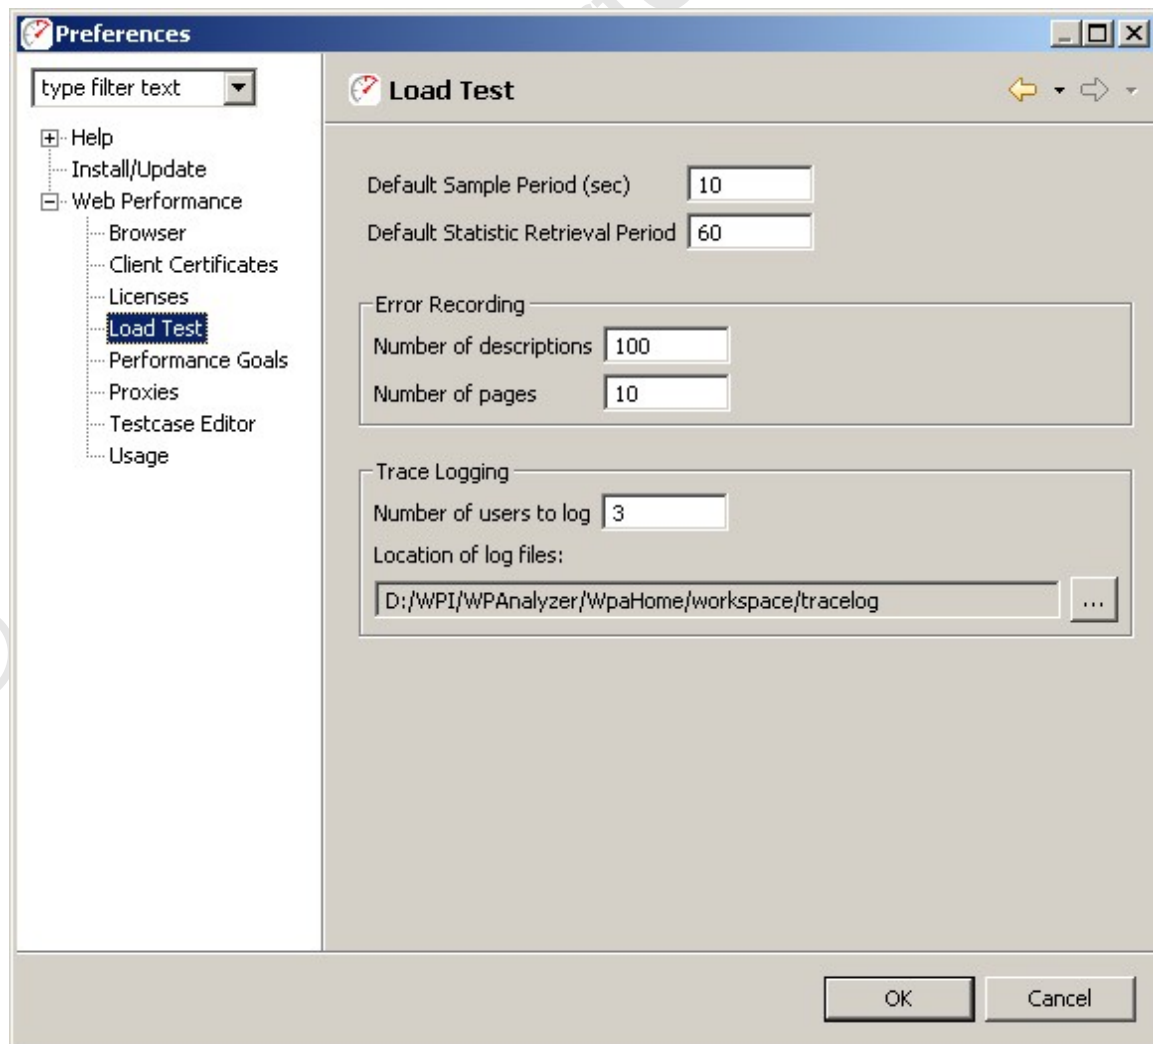 Preferences
type filter text
Help
Install/Update
Web Performance
Browser
Client Certificates
Licenses
Load Test
Performance Goals
Proxies
Testcase Editor
Usage
Load Test
Default Sample Period (sec) 10
Default Statistic Retrieval Period 60
Error Recording
Number of descriptions 100
Number of pages 10
Trace Logging
Number of users to log 3
Location of log files:
D:/WPI/WPAnalyzer/WpaHome/workspace/tracelog ...
OK Cancel